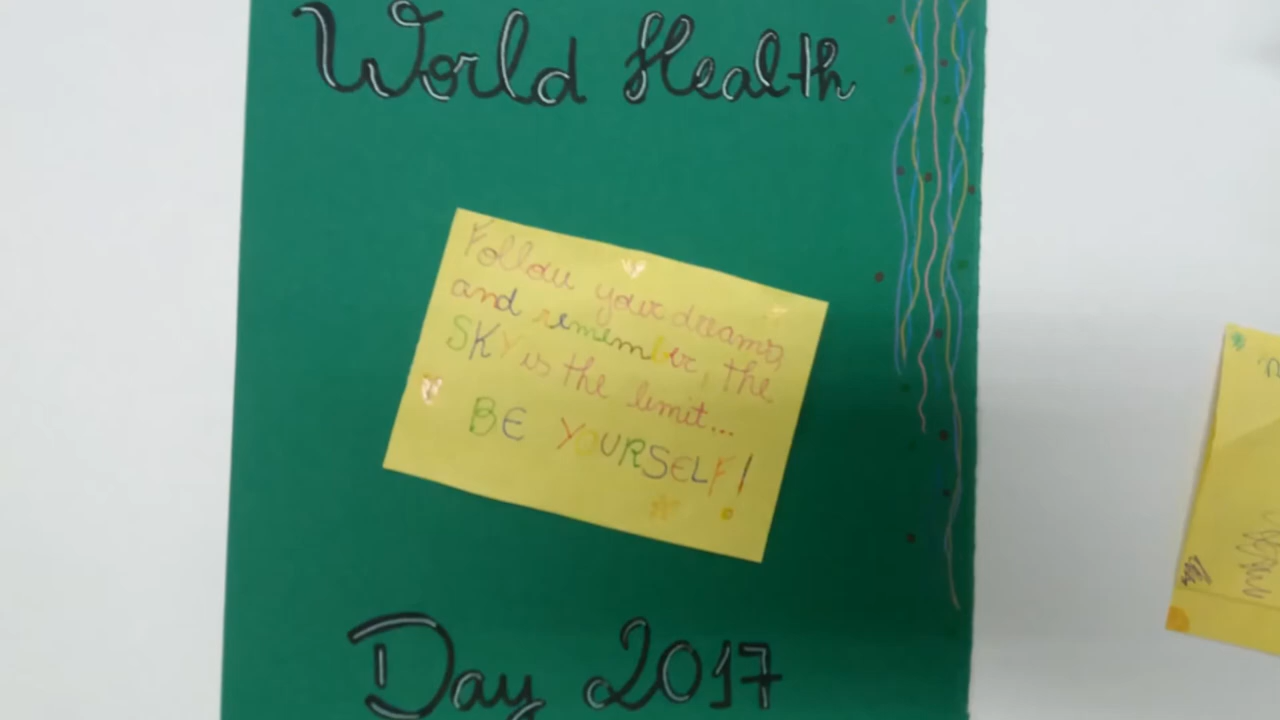 World Health
Follow your dreams,
and remember, the
SKY is the limit...
BE YOURSELF!
Day 2017